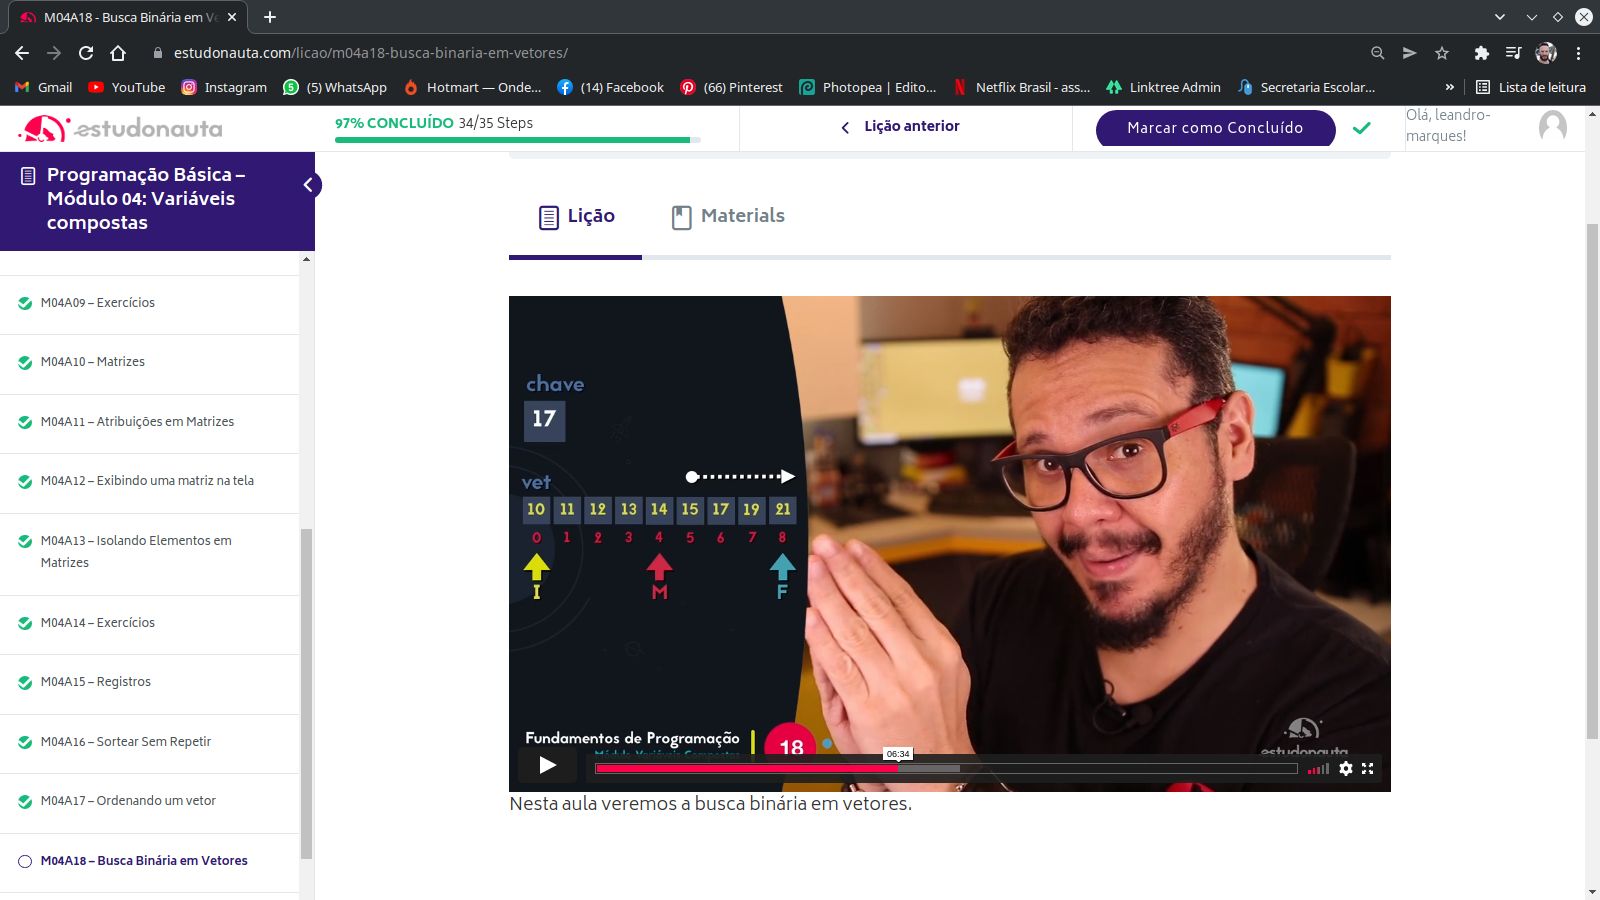 M04A18 - Busca Binária em Ve
estudonauta.com/licao/m04a18-busca-binaria-em-vetores/
Gmail
YouTube
Instagram
(5) WhatsApp
Hotmart — Onde...
(14) Facebook
(66) Pinterest
Photopea | Edito...
Netflix Brasil - ass...
Linktree Admin
Secretaria Escolar...
»
Lista de leitura
estudonauta
97% CONCLUÍDO 34/35 Steps
Lição anterior
Marcar como Concluído
Olá, leandro-
marques!
Programação Básica –
Módulo 04: Variáveis
compostas
M04A09 – Exercícios
M04A10 – Matrizes
M04A11 – Atribuições em Matrizes
M04A12 – Exibindo uma matriz na tela
M04A13 – Isolando Elementos em
Matrizes
M04A14 – Exercícios
M04A15 – Registros
M04A16 – Sortear Sem Repetir
M04A17 – Ordenando um vetor
M04A18 – Busca Binária em Vetores
Lição
Materials
chave
17
vet
10 11 12 13 14 15 17 19 21
0 1 2 3 4 5 6 7 8
I M F
Fundamentos de Programação
Módulo Variáveis Compostas
18
estudonauta
06:34
Nesta aula veremos a busca binária em vetores.